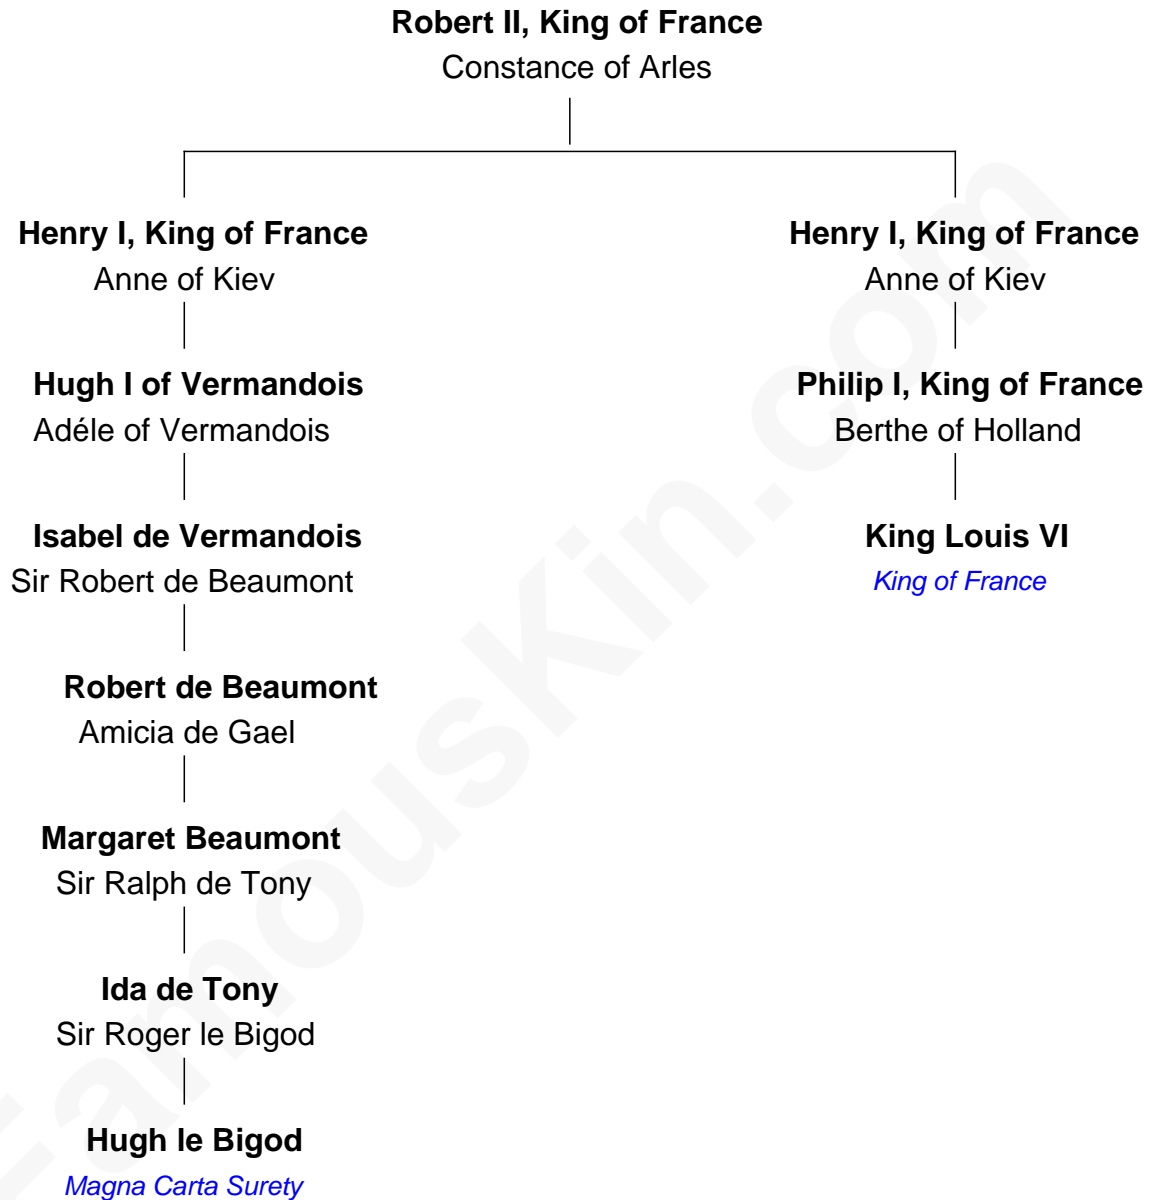 Robert II, King of France
Constance of Arles
Henry I, King of France
Anne of Kiev
Hugh I of Vermandois
Adéle of Vermandois
Isabel de Vermandois
Sir Robert de Beaumont
Robert de Beaumont
Amicia de Gael
Margaret Beaumont
Sir Ralph de Tony
Ida de Tony
Sir Roger le Bigod
Hugh le Bigod
Magna Carta Surety
Henry I, King of France
Anne of Kiev
Philip I, King of France
Berthe of Holland
King Louis VI
King of France
FamousKin.com